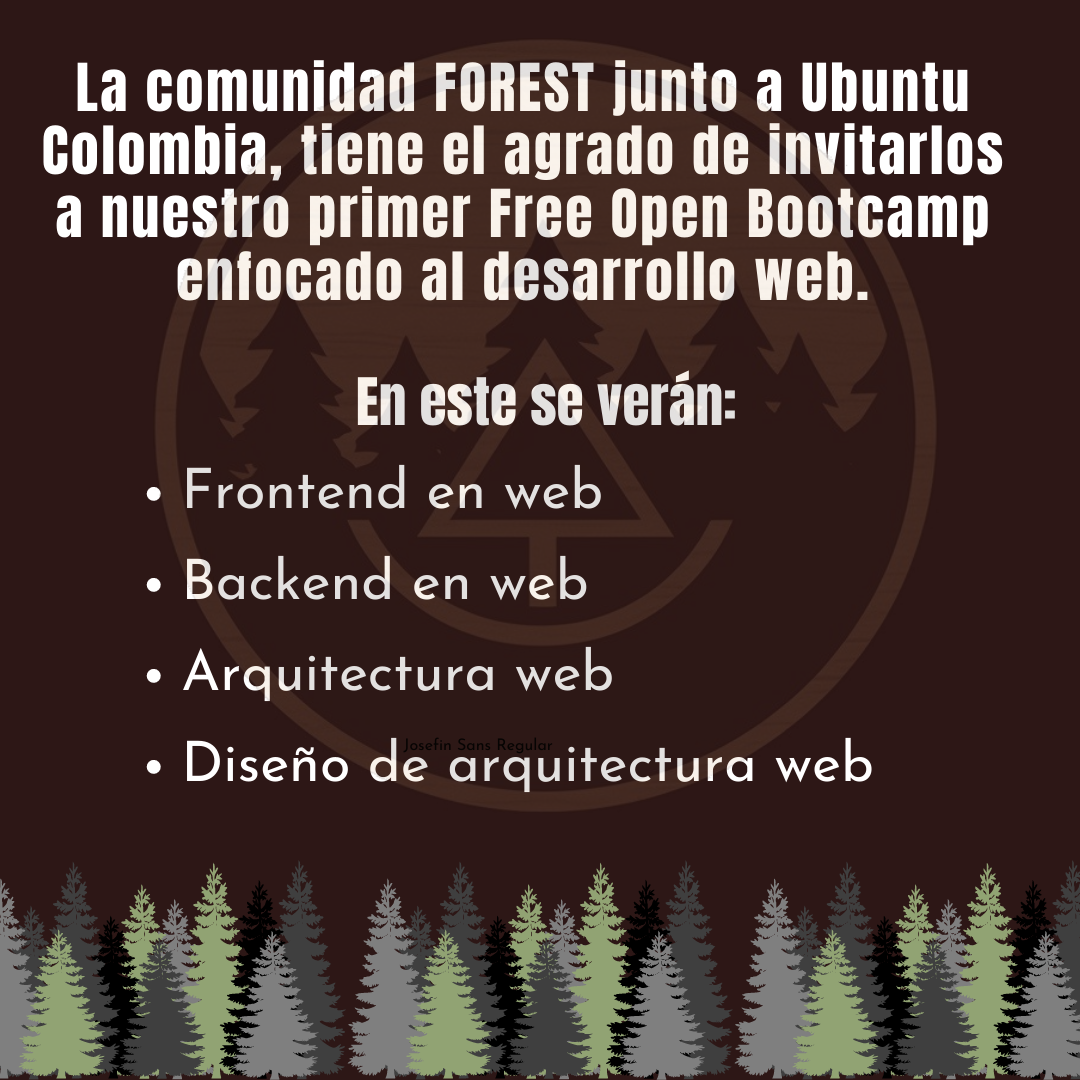 La comunidad FOREST junto a Ubuntu
Colombia, tiene el agrado de invitarlos
a nuestro primer Free Open Bootcamp
enfocado al desarrollo web.
En este se verán:
• Frontend en web
• Backend en web
• Arquitectura web
Josefin Sans Regular
• Diseño de arquitectura web